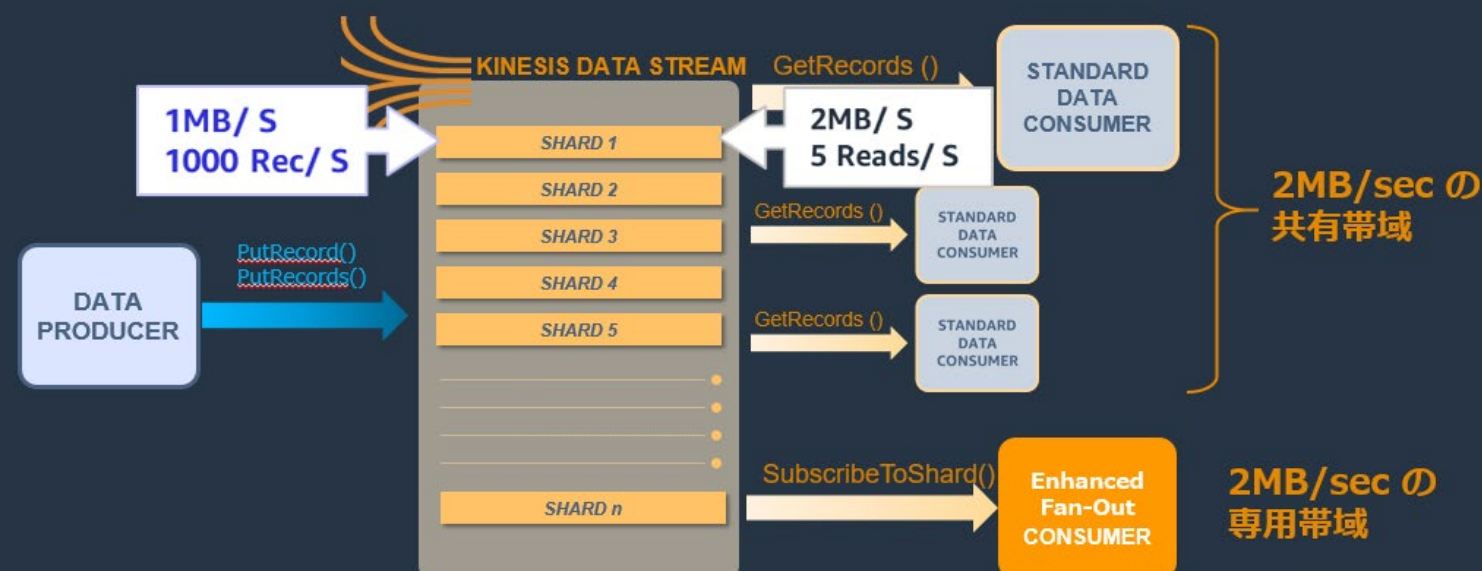 KINESIS DATA STREAM
GetRecords ()
STANDARD
DATA
CONSUMER
1MB/ S
1000 Rec/ S
2MB/ S
5 Reads/ S
SHARD 1
SHARD 2
SHARD 3
SHARD 4
SHARD 5
SHARD n
GetRecords ()
STANDARD
DATA
CONSUMER
GetRecords ()
STANDARD
DATA
CONSUMER
2MB/sec の
共有帯域
DATA
PRODUCER
PutRecord()
PutRecords()
SubscribeToShard()
Enhanced
Fan-Out
CONSUMER
2MB/sec の
専用帯域